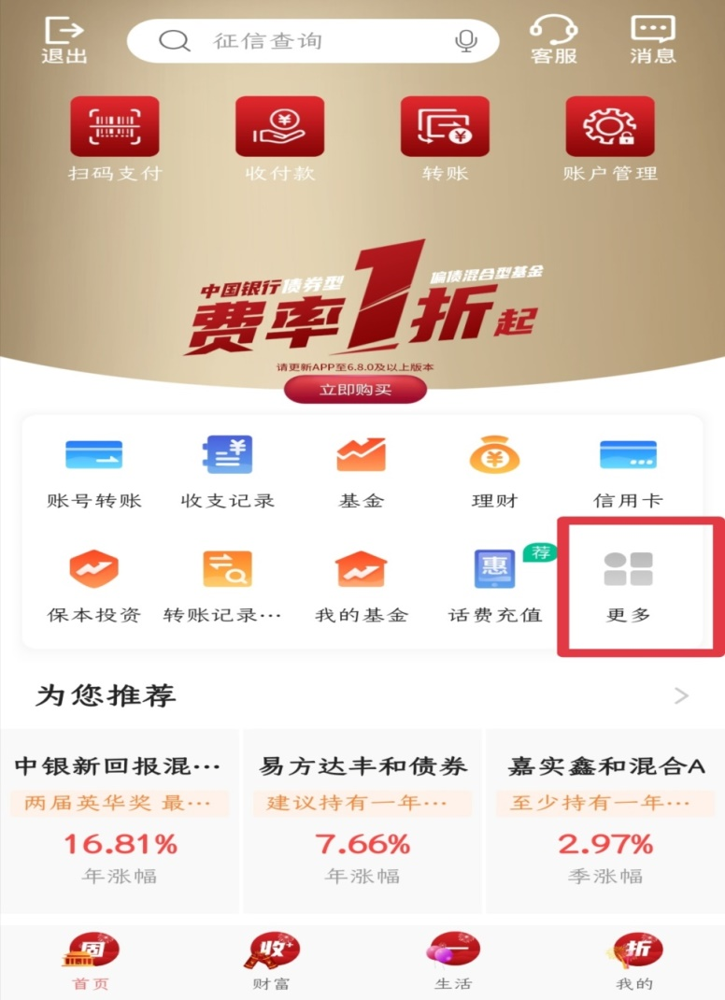 退出
征信查询
客服
消息
扫码支付
收付款
转账
账户管理
中国银行债券型
偏债混合型基金
费率1折起
请更新APP至6.8.0及以上版本
立即购买
账号转账
收支记录
基金
理财
信用卡
保本投资
转账记录…
我的基金
惠
荐
话费充值
更多
为您推荐
中银新回报混…
易方达丰和债券
嘉实鑫和混合A
两届英华奖 最…
建议持有一年…
至少持有一年…
16.81%
7.66%
2.97%
年涨幅
年涨幅
季涨幅
固
收+
一
折
首页
财富
生活
我的